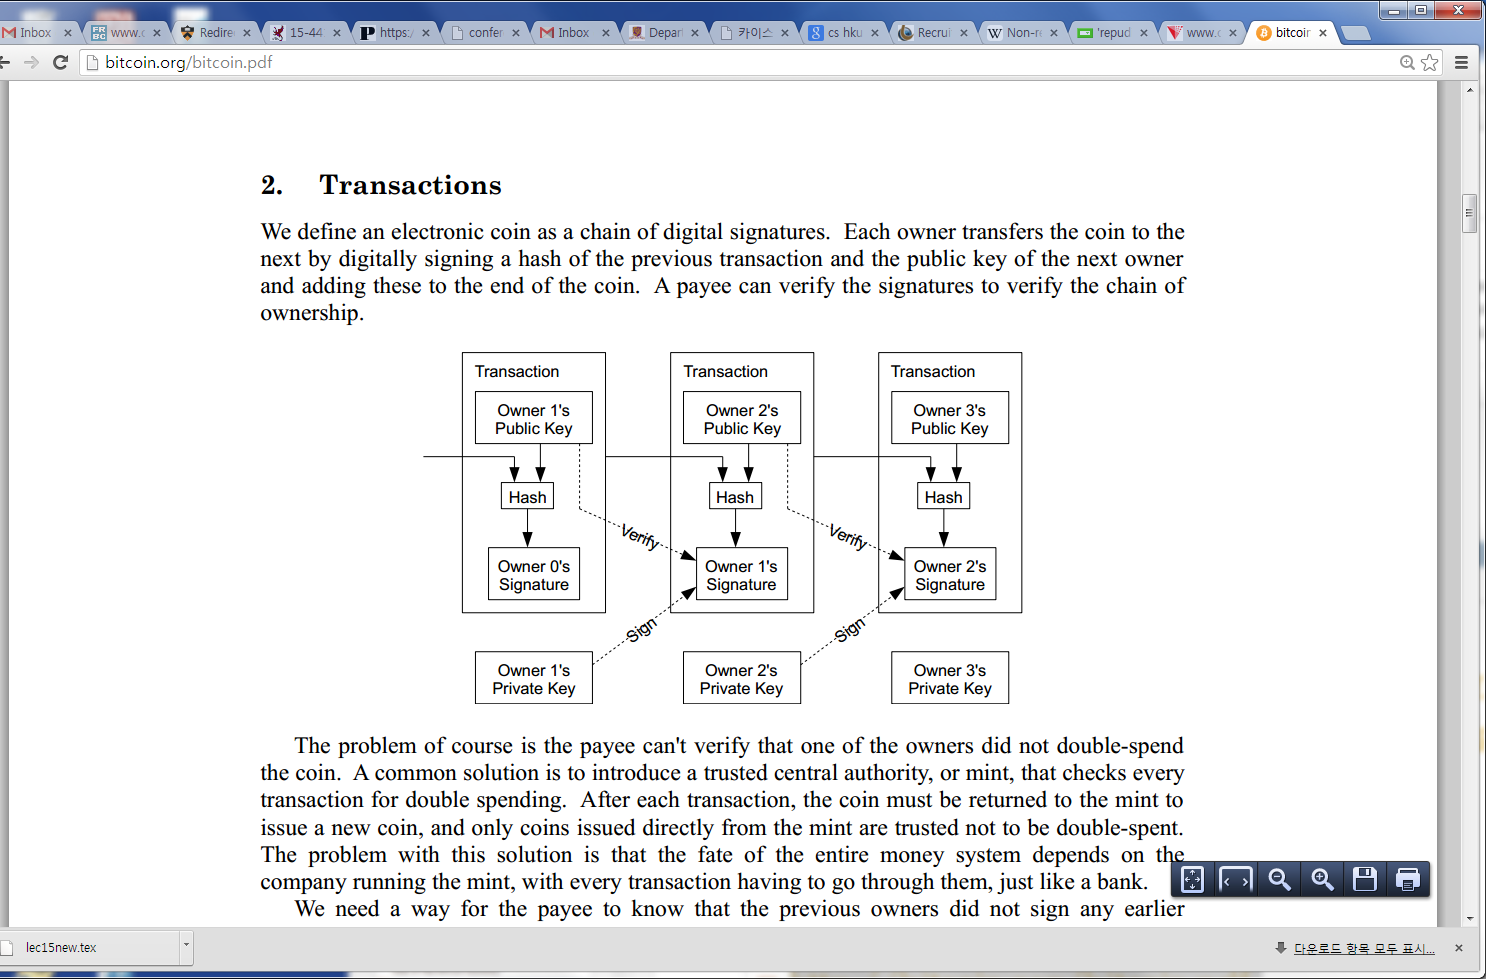 Inbox
www.
Redire
15-44
https:
confer
Inbox
Depar
카이스
cs hku
Recrui
Non-r
'repud
www.
bitcoin
bitcoin.org/bitcoin.pdf
2. Transactions
We define an electronic coin as a chain of digital signatures. Each owner transfers the coin to the
next by digitally signing a hash of the previous transaction and the public key of the next owner
and adding these to the end of the coin. A payee can verify the signatures to verify the chain of
ownership.
Transaction
Owner 1's
Public Key
Hash
Owner 0's
Signature
Transaction
Owner 2's
Public Key
Hash
Owner 1's
Signature
Transaction
Owner 3's
Public Key
Hash
Owner 2's
Signature
Verify
Verify
Sign
Sign
Owner 1's
Private Key
Owner 2's
Private Key
Owner 3's
Private Key
The problem of course is the payee can't verify that one of the owners did not double-spend
the coin. A common solution is to introduce a trusted central authority, or mint, that checks every
transaction for double spending. After each transaction, the coin must be returned to the mint to
issue a new coin, and only coins issued directly from the mint are trusted not to be double-spent.
The problem with this solution is that the fate of the entire money system depends on the
company running the mint, with every transaction having to go through them, just like a bank.
We need a way for the payee to know that the previous owners did not sign any earlier
lec15new.tex
다운로드 항목 모두 표시...